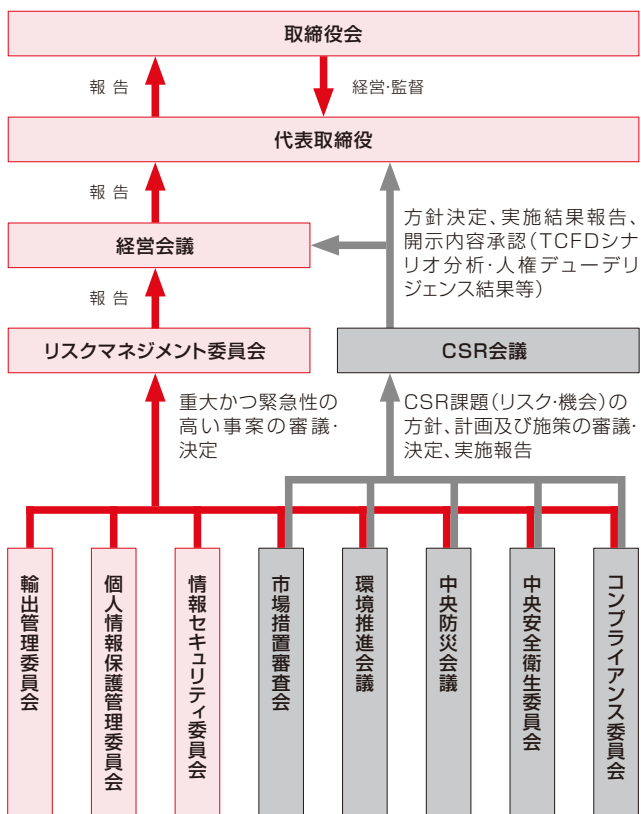 取締役会
報 告
経営・監督
代表取締役
報 告
方針決定、実施結果報告、
開示内容承認(TCFDシナ
リオ分析・人権デューデリ
ジェンス結果等)
経営会議
報 告
リスクマネジメント委員会
CSR会議
重大かつ緊急性の
高い事案の審議・
決定
CSR課題(リスク・機会)の
方針、計画及び施策の審議・
決定、実施報告
輸出管理委員会
個人情報保護管理委員会
情報セキュリティ委員会
市場措置審査会
環境推進会議
中央防災会議
中央安全衛生委員会
コンプライアンス委員会